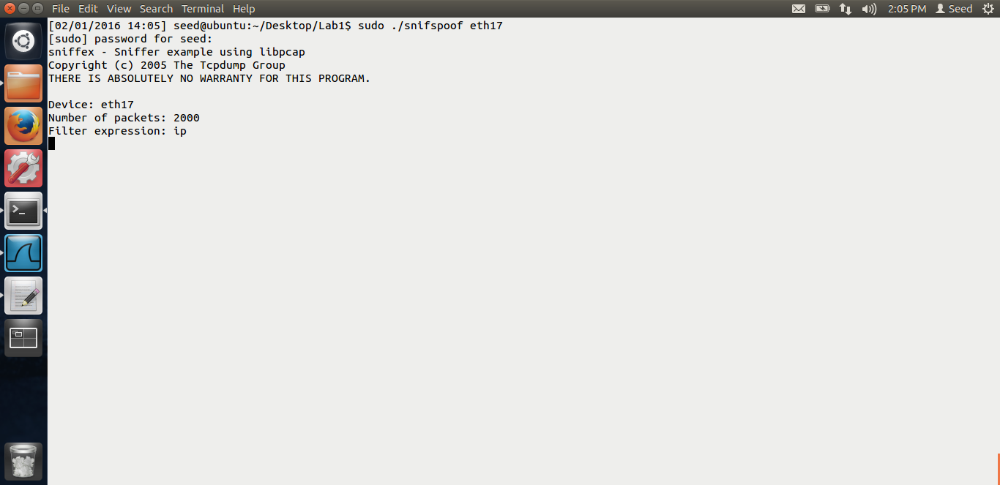 File Edit View Search Terminal Help 2:05 PM Seed
[02/01/2016 14:05] seed@ubuntu:~/Desktop/Lab1$ sudo ./snifspoof eth17
[sudo] password for seed:
sniffex - Sniffer example using libpcap
Copyright (c) 2005 The Tcpdump Group
THERE IS ABSOLUTELY NO WARRANTY FOR THIS PROGRAM.
Device: eth17
Number of packets: 2000
Filter expression: ip